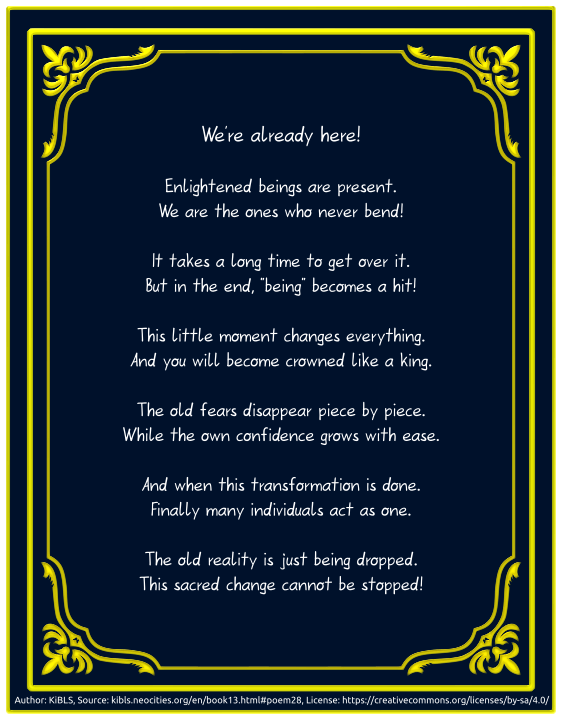 We're already here!
Enlightened beings are present.
We are the ones who never bend!
It takes a long time to get over it.
But in the end, "being" becomes a hit!
This little moment changes everything.
And you will become crowned like a king.
The old fears disappear piece by piece.
While the own confidence grows with ease.
And when this transformation is done.
Finally many individuals act as one.
The old reality is just being dropped.
This sacred change cannot be stopped!
Author: KiBLS, Source: kibls.neocities.org/en/book13.html#poem28, License: https://creativecommons.org/licenses/by-sa/4.0/